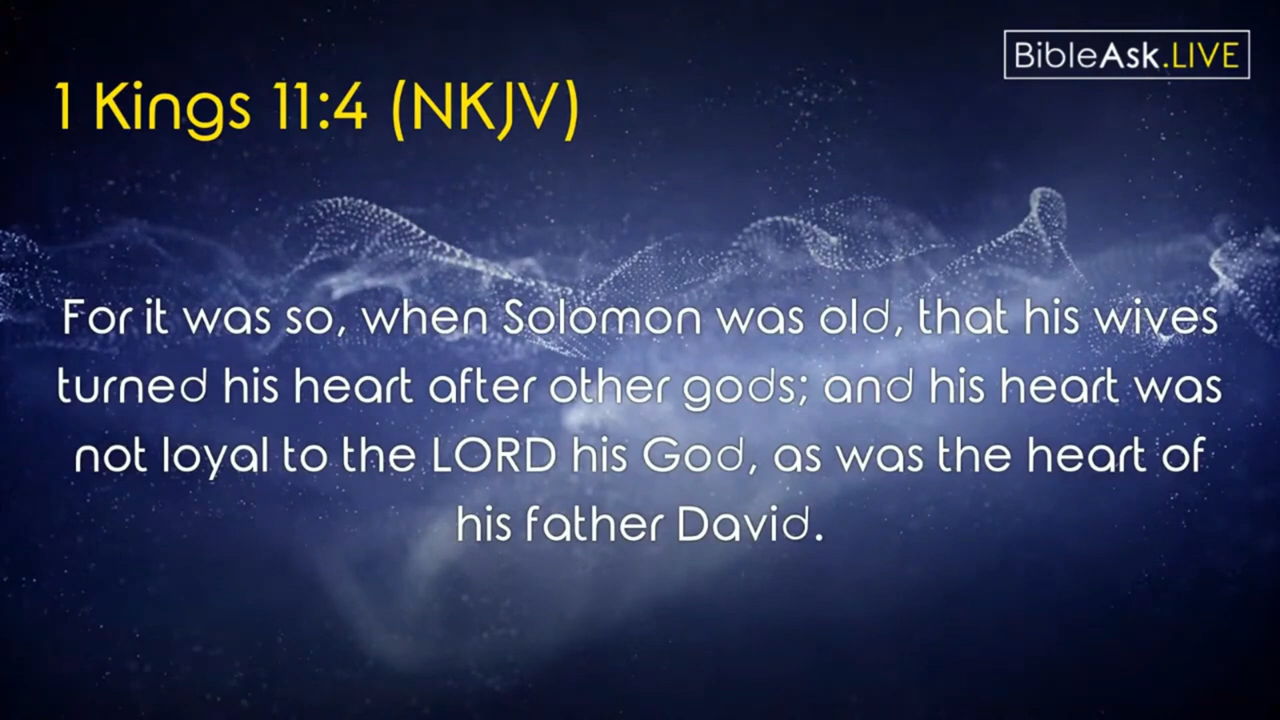 BibleAsk.LIVE
1 Kings 11:4 (NKJV)
For it was so, when Solomon was old, that his wives
turned his heart after other gods; and his heart was
not loyal to the LORD his God, as was the heart of
his father David.